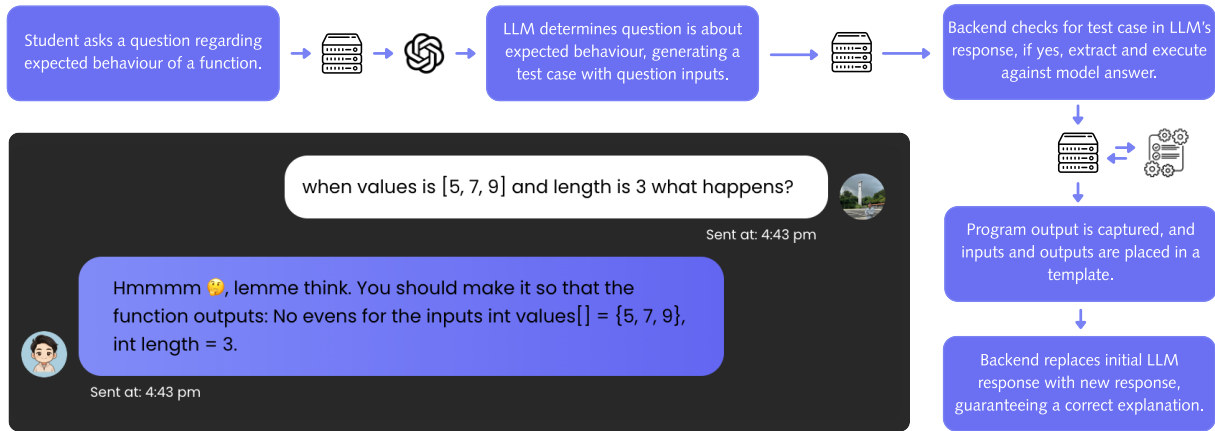 Student asks a question regarding
expected behaviour of a function.
LLM determines question is about
expected behaviour, generating a
test case with question inputs.
Backend checks for test case in LLM's
response, if yes, extract and execute
against model answer.
Program output is captured, and
inputs and outputs are placed in a
template.
Backend replaces initial LLM
response with new response,
guaranteeing a correct explanation.
when values is [5, 7, 9] and length is 3 what happens?
Sent at: 4:43 pm
Hmmmm 🤔, lemme think. You should make it so that the
function outputs: No evens for the inputs int values[] = {5, 7, 9},
int length = 3.
Sent at: 4:43 pm